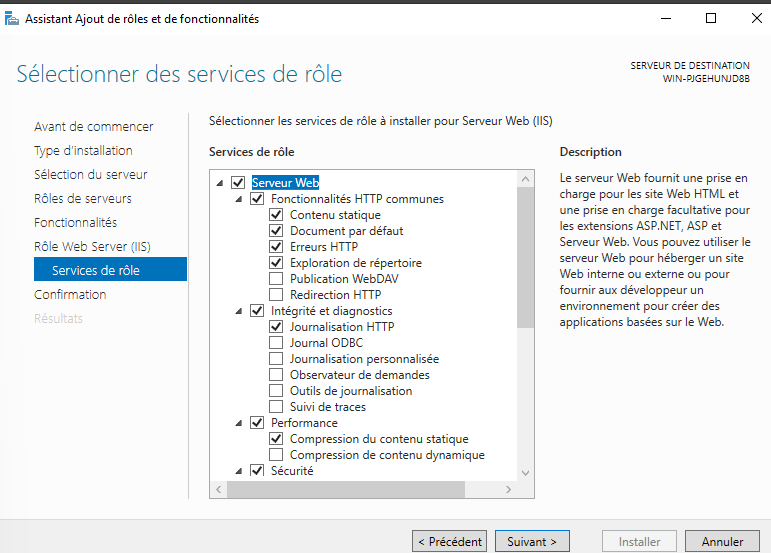 Assistant Ajout de rôles et de fonctionnalités
Sélectionner des services de rôle
SERVEUR DE DESTINATION
WIN-PJGEHUNJD8B
Avant de commencer
Type d'installation
Sélection du serveur
Rôles de serveurs
Fonctionnalités
Rôle Web Server (IIS)
Services de rôle
Confirmation
Résultats
Sélectionner les services de rôle à installer pour Serveur Web (IIS)
Services de rôle
Serveur Web
Fonctionnalités HTTP communes
Contenu statique
Document par défaut
Erreurs HTTP
Exploration de répertoire
Publication WebDAV
Redirection HTTP
Intégrité et diagnostics
Journalisation HTTP
Journal ODBC
Journalisation personnalisée
Observateur de demandes
Outils de journalisation
Suivi de traces
Performance
Compression du contenu statique
Compression de contenu dynamique
Sécurité
Description
Le serveur Web fournit une prise en
charge pour les site Web HTML et
une prise en charge facultative pour
les extensions ASP.NET, ASP et
Serveur Web. Vous pouvez utiliser le
serveur Web pour héberger un site
Web interne ou externe ou pour
fournir aux développeur un
environnement pour créer des
applications basées sur le Web.
< Précédent
Suivant >
Installer
Annuler